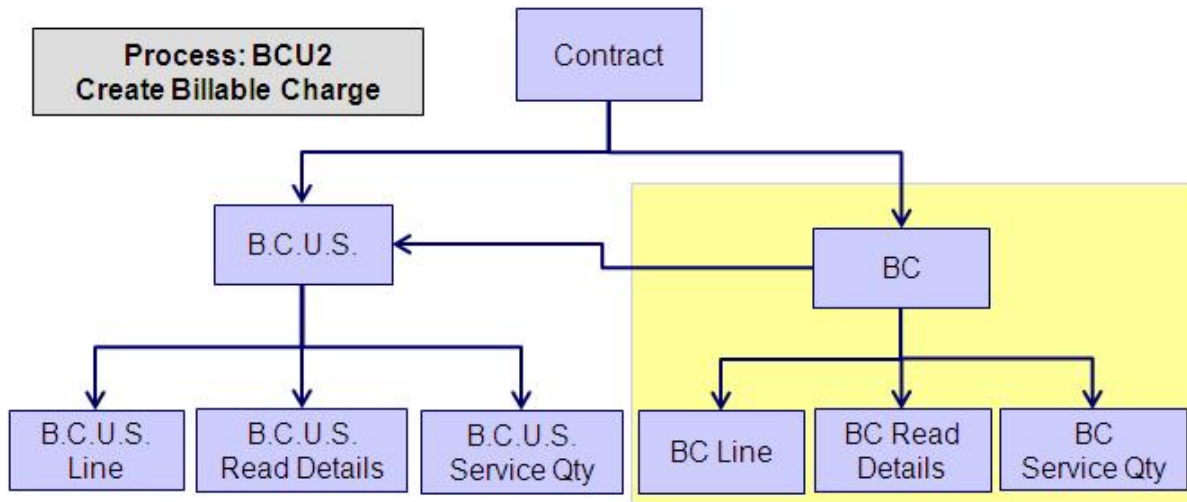 Process: BCU2
Create Billable Charge
Contract
B.C.U.S.
BC
B.C.U.S.
Line
B.C.U.S.
Read Details
B.C.U.S.
Service Qty
BC Line
BC Read
Details
BC
Service Qty